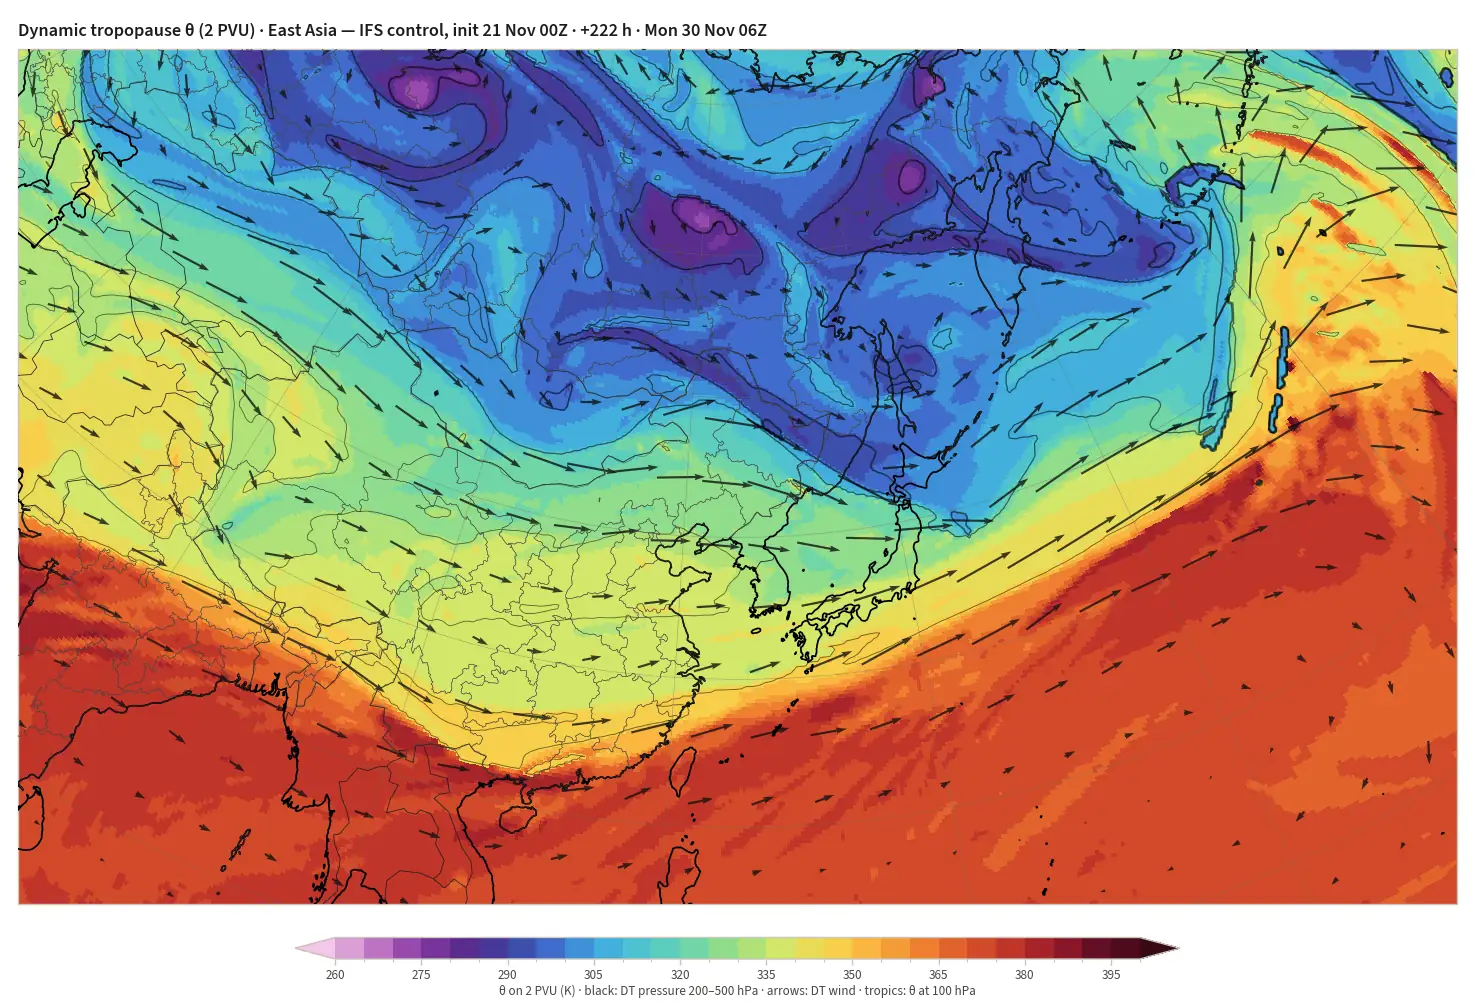 Dynamic tropopause θ (2 PVU) · East Asia — IFS control, init 21 Nov 00Z · +222 h · Mon 30 Nov 06Z
260 275 290 305 320 335 350 365 380 395
θ on 2 PVU (K) · black: DT pressure 200–500 hPa · arrows: DT wind · tropics: θ at 100 hPa